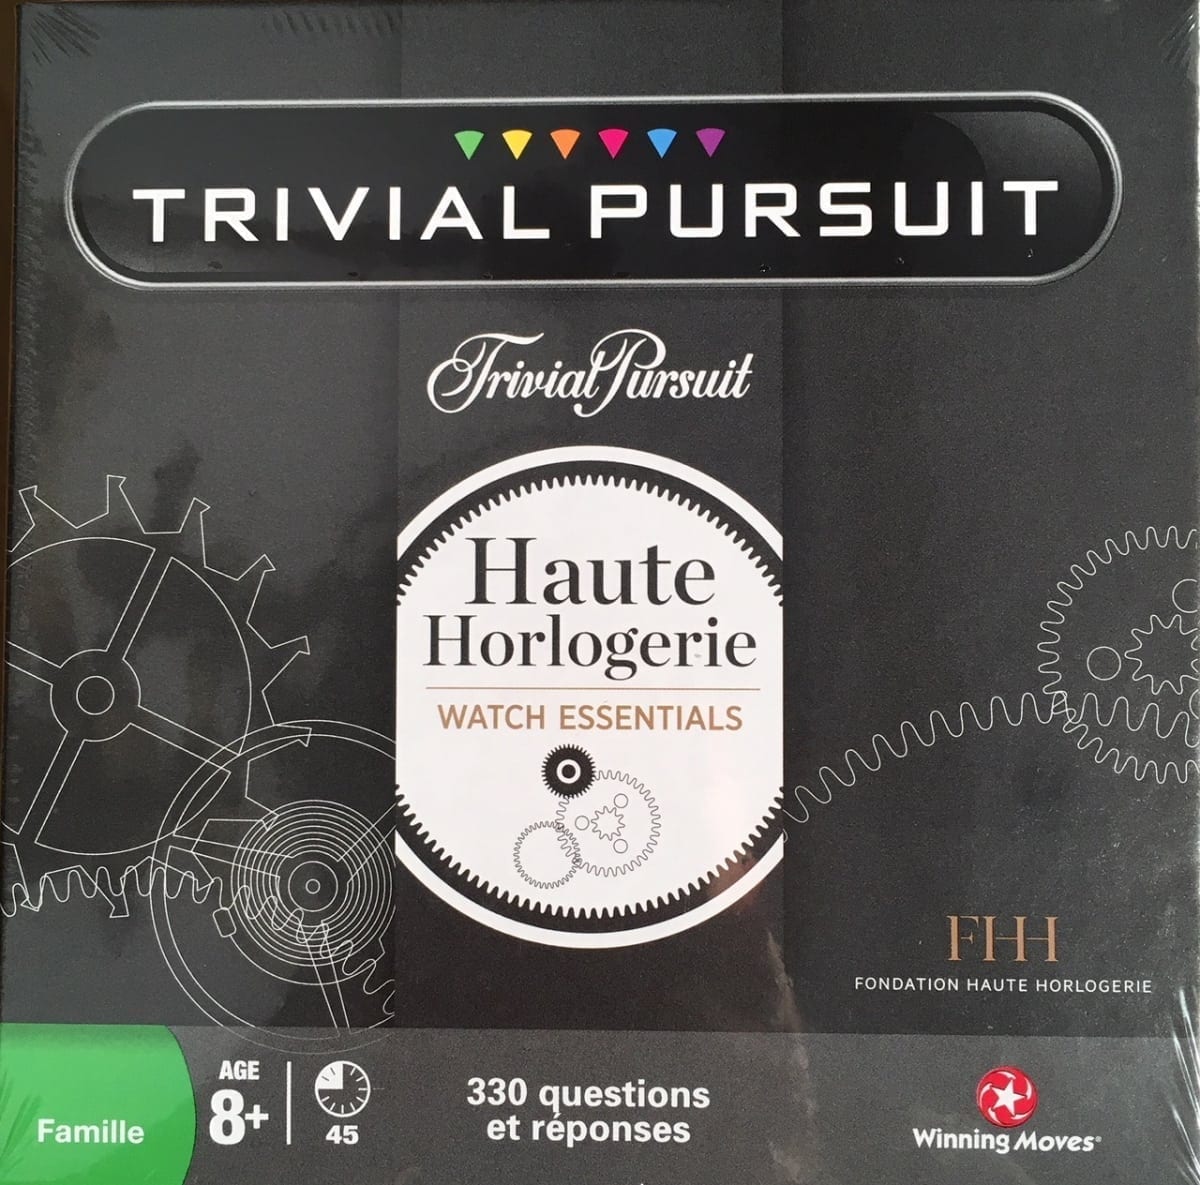 TRIVIAL PURSUIT
Trivial Pursuit
Haute
Horlogerie
WATCH ESSENTIALS
FHH
FONDATION HAUTE HORLOGERIE
Famille
AGE
8+
45
330 questions
et réponses
Winning Moves